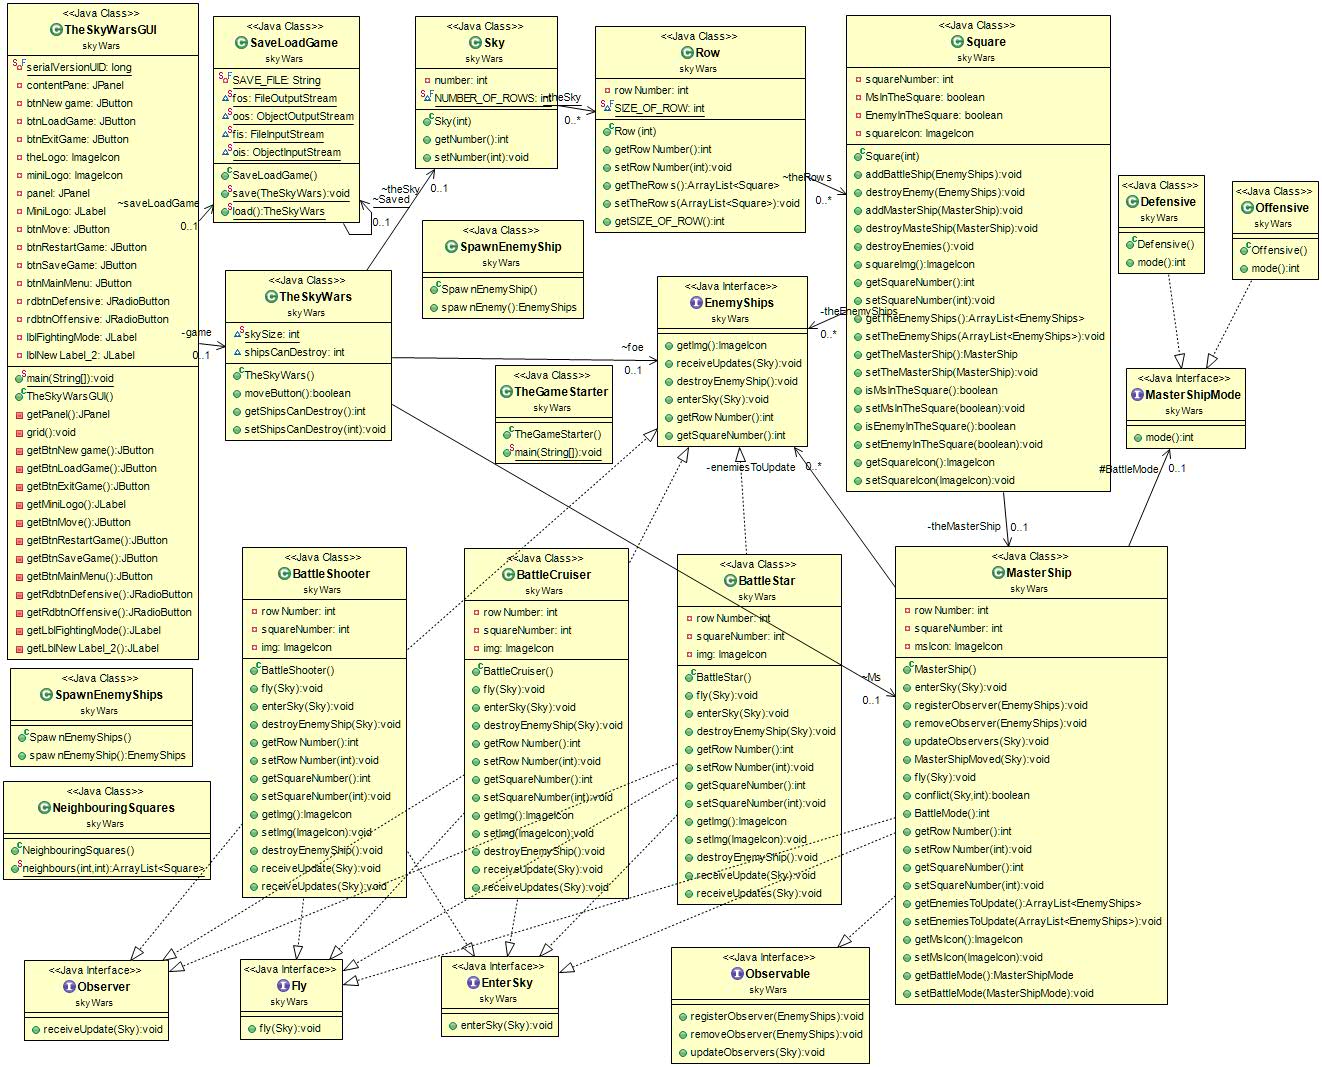 <<Java Class>>
TheSkyWarsGUI
skyWars
serialVersionUID: long
contentPane: JPanel
btnNew game: JButton
btnLoadGame: JButton
btnExitGame: JButton
theLogo: ImageIcon
miniLogo: ImageIcon
panel: JPanel
MiniLogo: JLabel
btnMove: JButton
btnRestartGame: JButton
btnSaveGame: JButton
btnMainMenu: JButton
rdbtnDefensive: JRadioButton
rdbtnOffensive: JRadioButton
lblFightingMode: JLabel
lblNew Label_2: JLabel
main(String[]):void
TheSkyWarsGUI()
getPanel():JPanel
grid():void
getBtnNew game():JButton
getBtnLoadGame():JButton
getBtnExitGame():JButton
getMiniLogo():JLabel
getBtnMove():JButton
getBtnRestartGame():JButton
getBtnSaveGame():JButton
getBtnMainMenu():JButton
getRdbtnDefensive():JRadioButton
getRdbtnOffensive():JRadioButton
getLblFightingMode():JLabel
getLblNew Label_2():JLabel
<<Java Class>>
SaveLoadGame
skyWars
SAVE_FILE: String
fos: FileOutputStream
oos: ObjectOutputStream
fis: FileInputStream
ois: ObjectInputStream
SaveLoadGame()
save(TheSkyWars):void
load():TheSkyWars
~saveLoadGame
0..1
~theSky
~Saved
0..1
0..1
<<Java Class>>
Sky
skyWars
number: int
NUMBER_OF_ROWS: int
Sky(int)
getNumber():int
setNumber(int):void
~theSky
0..*
<<Java Class>>
Row
skyWars
row Number: int
SIZE_OF_ROW: int
Row (int)
getRow Number():int
setRow Number(int):void
getTheRow s():ArrayList<Square>
setTheRow s(ArrayList<Square>):void
getSIZE_OF_ROW():int
~theRow s
0..*
<<Java Class>>
Square
skyWars
squareNumber: int
MsInTheSquare: boolean
EnemyInTheSquare: boolean
squareIcon: ImageIcon
Square(int)
addBattleShip(EnemyShips):void
destroyEnemy(EnemyShips):void
addMasterShip(MasterShip):void
destroyMasteShip(MasterShip):void
destroyEnemies():void
squareImg():ImageIcon
getSquareNumber():int
setSquareNumber(int):void
getTheEnemyShips():ArrayList<EnemyShips>
setTheEnemyShips(ArrayList<EnemyShips>):void
getTheMasterShip():MasterShip
setTheMasterShip(MasterShip):void
isMsInTheSquare():boolean
setMsInTheSquare(boolean):void
isEnemyInTheSquare():boolean
setEnemyInTheSquare(boolean):void
getSquareIcon():ImageIcon
setSquareIcon(ImageIcon):void
-theEnemyShips
0..*
-theMasterShip
0..1
<<Java Class>>
Defensive
skyWars
Defensive()
mode():int
<<Java Class>>
Offensive
skyWars
Offensive()
mode():int
<<Java Interface>>
MasterShipMode
skyWars
mode():int
#BattleMode
0..1
<<Java Class>>
SpawnEnemyShip
skyWars
Spaw nEnemyShip()
spaw nEnemy():EnemyShips
<<Java Class>>
TheSkyWars
skyWars
skySize: int
shipsCanDestroy: int
TheSkyWars()
moveButton():boolean
getShipsCanDestroy():int
setShipsCanDestroy(int):void
-game
0..1
~foe
0..1
<<Java Interface>>
EnemyShips
skyWars
getImg():ImageIcon
receiveUpdates(Sky):void
destroyEnemyShip():void
enterSky(Sky):void
getRow Number():int
getSquareNumber():int
-enemiesToUpdate
0..*
<<Java Class>>
TheGameStarter
skyWars
TheGameStarter()
main(String[]):void
<<Java Class>>
BattleShooter
skyWars
row Number: int
squareNumber: int
img: ImageIcon
BattleShooter()
fly(Sky):void
enterSky(Sky):void
destroyEnemyShip(Sky):void
getRow Number():int
setRow Number(int):void
getSquareNumber():int
setSquareNumber(int):void
getImg():ImageIcon
setImg(ImageIcon):void
destroyEnemyShip():void
receiveUpdate(Sky):void
receiveUpdates(Sky):void
<<Java Class>>
BattleCruiser
skyWars
row Number: int
squareNumber: int
img: ImageIcon
BattleCruiser()
fly(Sky):void
enterSky(Sky):void
destroyEnemyShip(Sky):void
getRow Number():int
setRow Number(int):void
getSquareNumber():int
setSquareNumber(int):void
getImg():ImageIcon
setImg(ImageIcon):void
destroyEnemyShip():void
receiveUpdate(Sky):void
receiveUpdates(Sky):void
<<Java Class>>
BattleStar
skyWars
row Number: int
squareNumber: int
img: ImageIcon
BattleStar()
fly(Sky):void
enterSky(Sky):void
destroyEnemyShip(Sky):void
getRow Number():int
setRow Number(int):void
getSquareNumber():int
setSquareNumber(int):void
getImg():ImageIcon
setImg(ImageIcon):void
destroyEnemyShip():void
receiveUpdate(Sky):void
receiveUpdates(Sky):void
~Ms
0..1
<<Java Class>>
MasterShip
skyWars
row Number: int
squareNumber: int
msIcon: ImageIcon
MasterShip()
enterSky(Sky):void
registerObserver(EnemyShips):void
removeObserver(EnemyShips):void
updateObservers(Sky):void
MasterShipMoved(Sky):void
fly(Sky):void
conflict(Sky,int):boolean
BattleMode():int
getRow Number():int
setRow Number(int):void
getSquareNumber():int
setSquareNumber(int):void
getEnemiesToUpdate():ArrayList<EnemyShips>
setEnemiesToUpdate(ArrayList<EnemyShips>):void
getMsIcon():ImageIcon
setMsIcon(ImageIcon):void
getBattleMode():MasterShipMode
setBattleMode(MasterShipMode):void
<<Java Class>>
SpawnEnemyShips
skyWars
Spaw nEnemyShips()
spaw nEnemyShip():EnemyShips
<<Java Class>>
NeighbouringSquares
skyWars
NeighbouringSquares()
neighbours(int,int):ArrayList<Square>
<<Java Interface>>
Observer
skyWars
receiveUpdate(Sky):void
<<Java Interface>>
Fly
skyWars
fly(Sky):void
<<Java Interface>>
EnterSky
skyWars
enterSky(Sky):void
<<Java Interface>>
Observable
skyWars
registerObserver(EnemyShips):void
removeObserver(EnemyShips):void
updateObservers(Sky):void